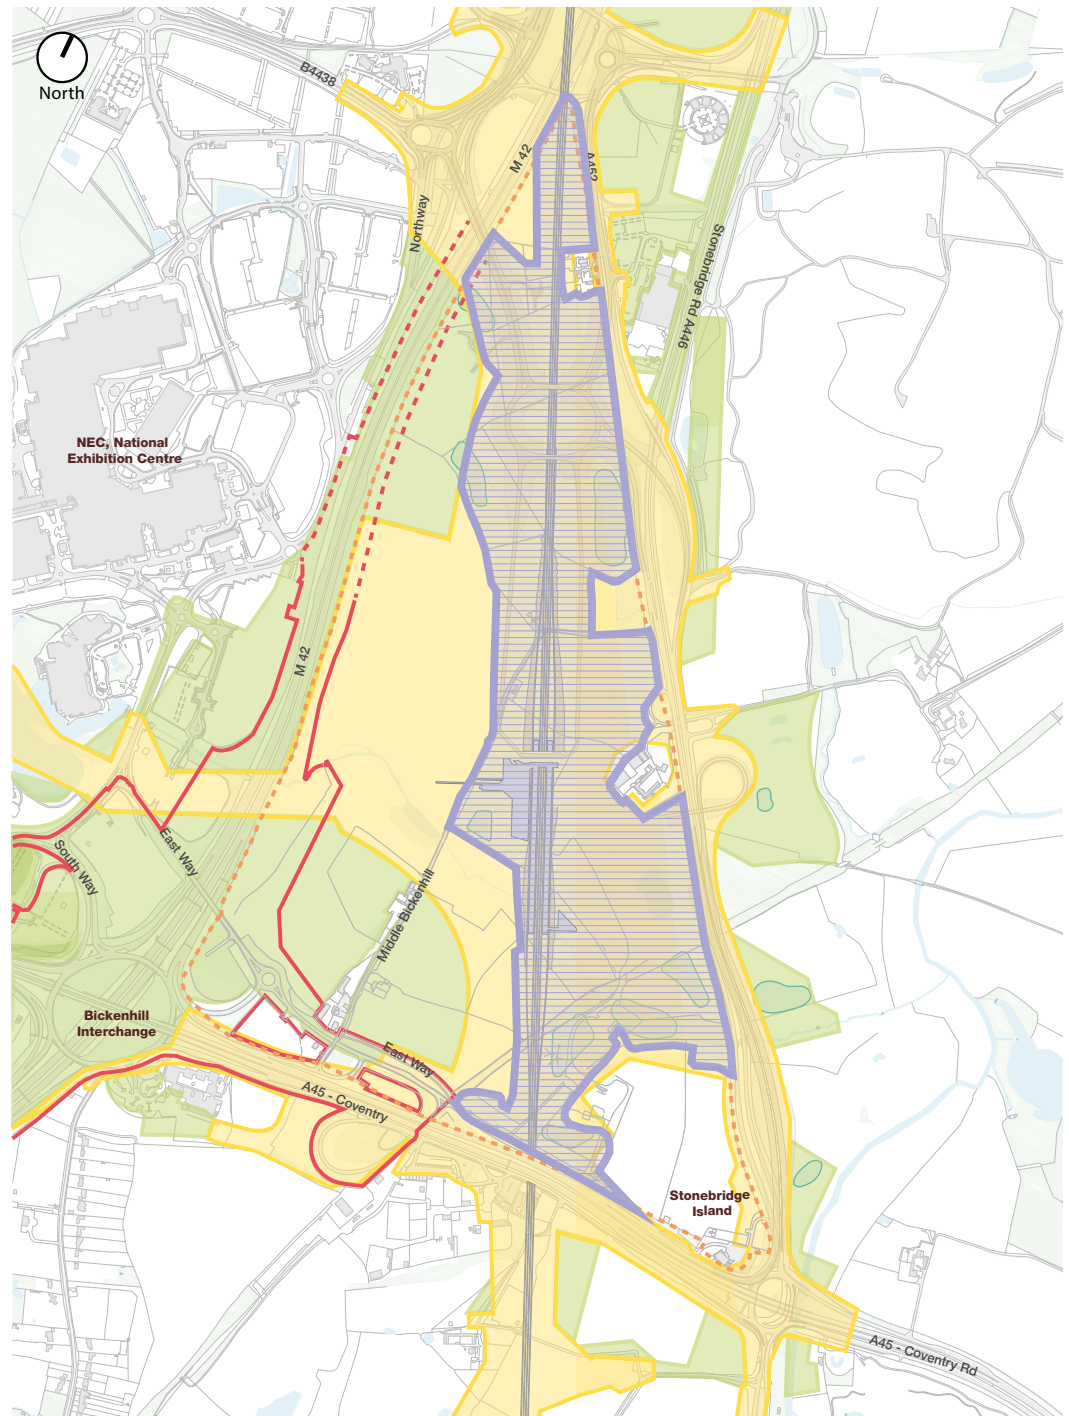 North
B4438
M 42
A452
Northway
Stonebridge Rd A446
NEC, National
Exhibition Centre
M 42
East Way
South Way
Middle Bickenhill
Bickenhill
Interchange
East Way
A45 - Coventry
Stonebridge
Island
A45 - Coventry Rd